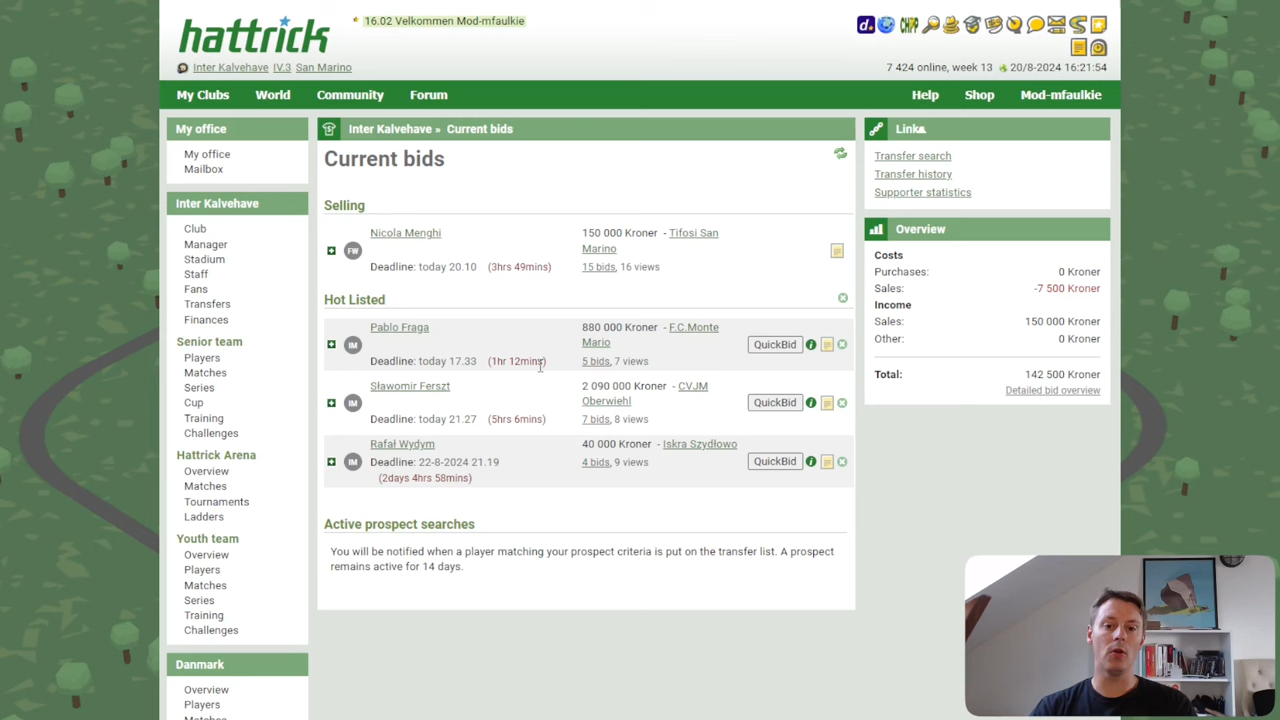 hattrick
16.02 Velkommen Mod-mfaulkie
CHPP
Inter Kalvehave IV.3 San Marino
7 424 online, week 13 20/8-2024 16:21:54
My Clubs World Community Forum Help Shop Mod-mfaulkie
My office
My office
Mailbox
Inter Kalvehave
Club
Manager
Stadium
Staff
Fans
Transfers
Finances
Senior team
Players
Matches
Series
Cup
Training
Challenges
Hattrick Arena
Overview
Matches
Tournaments
Ladders
Youth team
Overview
Players
Matches
Series
Training
Challenges
Danmark
Overview
Players
Inter Kalvehave » Current bids
Current bids
Selling
Nicola Menghi 150 000 Kroner - Tifosi San
Marino
FW
Deadline: today 20.10 (3hrs 49mins) 15 bids, 16 views
Hot Listed
Pablo Fraga 880 000 Kroner - F.C.Monte
Mario
IM QuickBid
Deadline: today 17.33 (1hr 12mins) 5 bids, 7 views
Sławomir Ferszt 2 090 000 Kroner - CVJM
Oberwiehl
IM QuickBid
Deadline: today 21.27 (5hrs 6mins) 7 bids, 8 views
Rafał Wydym 40 000 Kroner - Iskra Szydłowo
IM QuickBid
Deadline: 22-8-2024 21.19 4 bids, 9 views
(2days 4hrs 58mins)
Active prospect searches
You will be notified when a player matching your prospect criteria is put on the transfer list. A prospect
remains active for 14 days.
Links
Transfer search
Transfer history
Supporter statistics
Overview
Costs
Purchases: 0 Kroner
Sales: -7 500 Kroner
Income
Sales: 150 000 Kroner
Other: 0 Kroner
Total: 142 500 Kroner
Detailed bid overview